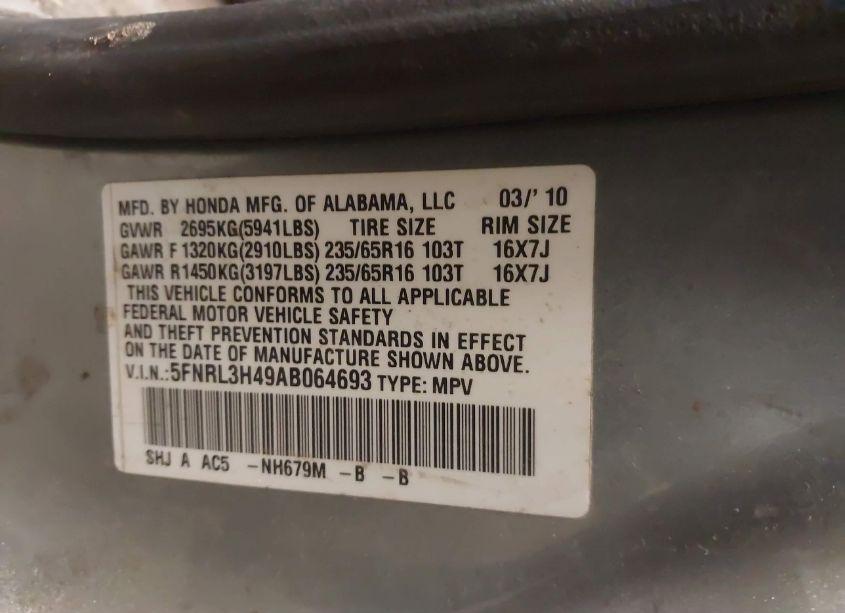 MFD. BY HONDA MFG. OF ALABAMA, LLC 03/' 10
GVWR 2695KG(5941LBS) TIRE SIZE RIM SIZE
GAWR F 1320KG(2910LBS) 235/65R16 103T 16X7J
GAWR R1450KG(3197LBS) 235/65R16 103T 16X7J
THIS VEHICLE CONFORMS TO ALL APPLICABLE
FEDERAL MOTOR VEHICLE SAFETY
AND THEFT PREVENTION STANDARDS IN EFFECT
ON THE DATE OF MANUFACTURE SHOWN ABOVE.
V.I.N.:5FNRL3H49AB064693 TYPE: MPV
SHJ A AC5 -NH679M -B -B